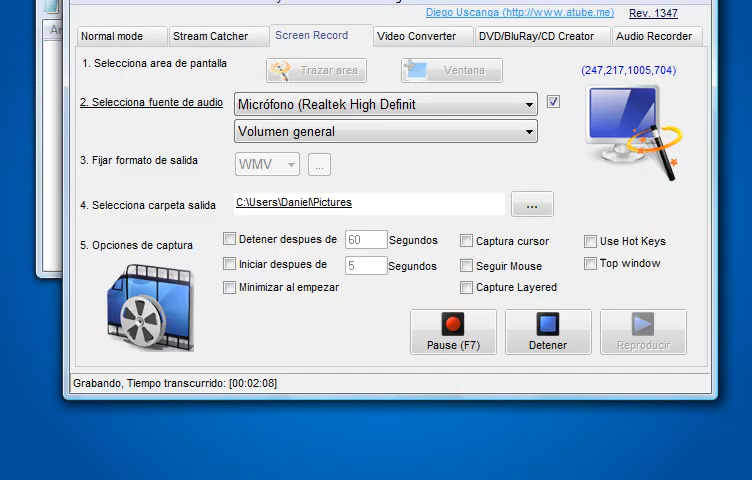 Diego Uscanga (http://www.atube.me) Rev. 1347
Normal mode Stream Catcher Screen Record Video Converter DVD/BluRay/CD Creator Audio Recorder
1. Selecciona area de pantalla Trazar area Ventana (247,217,1005,704)
2. Selecciona fuente de audio Micrófono (Realtek High Definit
Volumen general
3. Fijar formato de salida WMV ...
4. Selecciona carpeta salida C:\Users\Daniel\Pictures ...
5. Opciones de captura Detener despues de 60 Segundos Captura cursor Use Hot Keys
Iniciar despues de 5 Segundos Seguir Mouse Top window
Minimizar al empezar Capture Layered
Pause (F7) Detener Reproducir
Grabando, Tiempo transcurrido: [00:02:08]